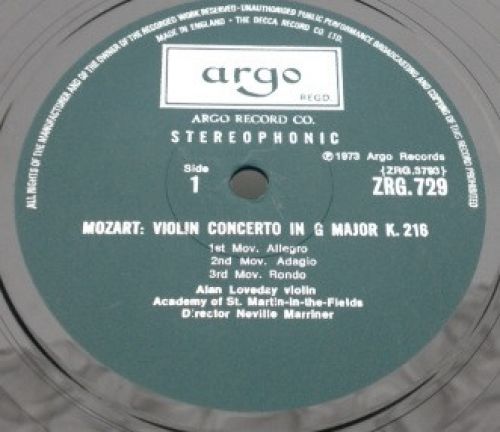 ALL RIGHTS OF THE MANUFACTURER AND OF THE OWNER OF THE RECORDED WORK RESERVED · UNAUTHORISED PUBLIC PERFORMANCE BROADCASTING AND COPYING OF THIS RECORD PROHIBITED
MADE IN ENGLAND · THE DECCA RECORD CO LTD.
argo
REGD.
ARGO RECORD CO.
STEREOPHONIC
℗ 1973 Argo Records
Side
1
(ZRG.3793)
ZRG.729
MOZART: VIOLIN CONCERTO IN G MAJOR K.216
1st Mov. Allegro
2nd Mov. Adagio
3rd Mov. Rondo
Alan Loveday violin
Academy of St. Martin-in-the-Fields
Director Neville Marriner